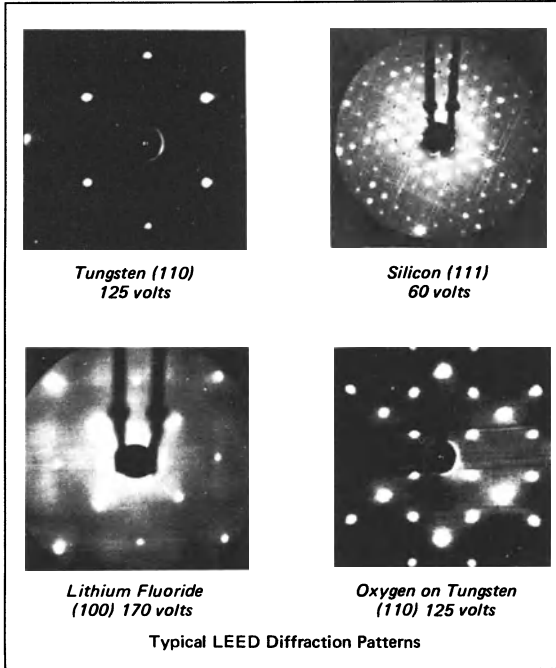 Tungsten (110)
125 volts
Silicon (111)
60 volts
Lithium Fluoride
(100) 170 volts
Oxygen on Tungsten
(110) 125 volts
Typical LEED Diffraction Patterns